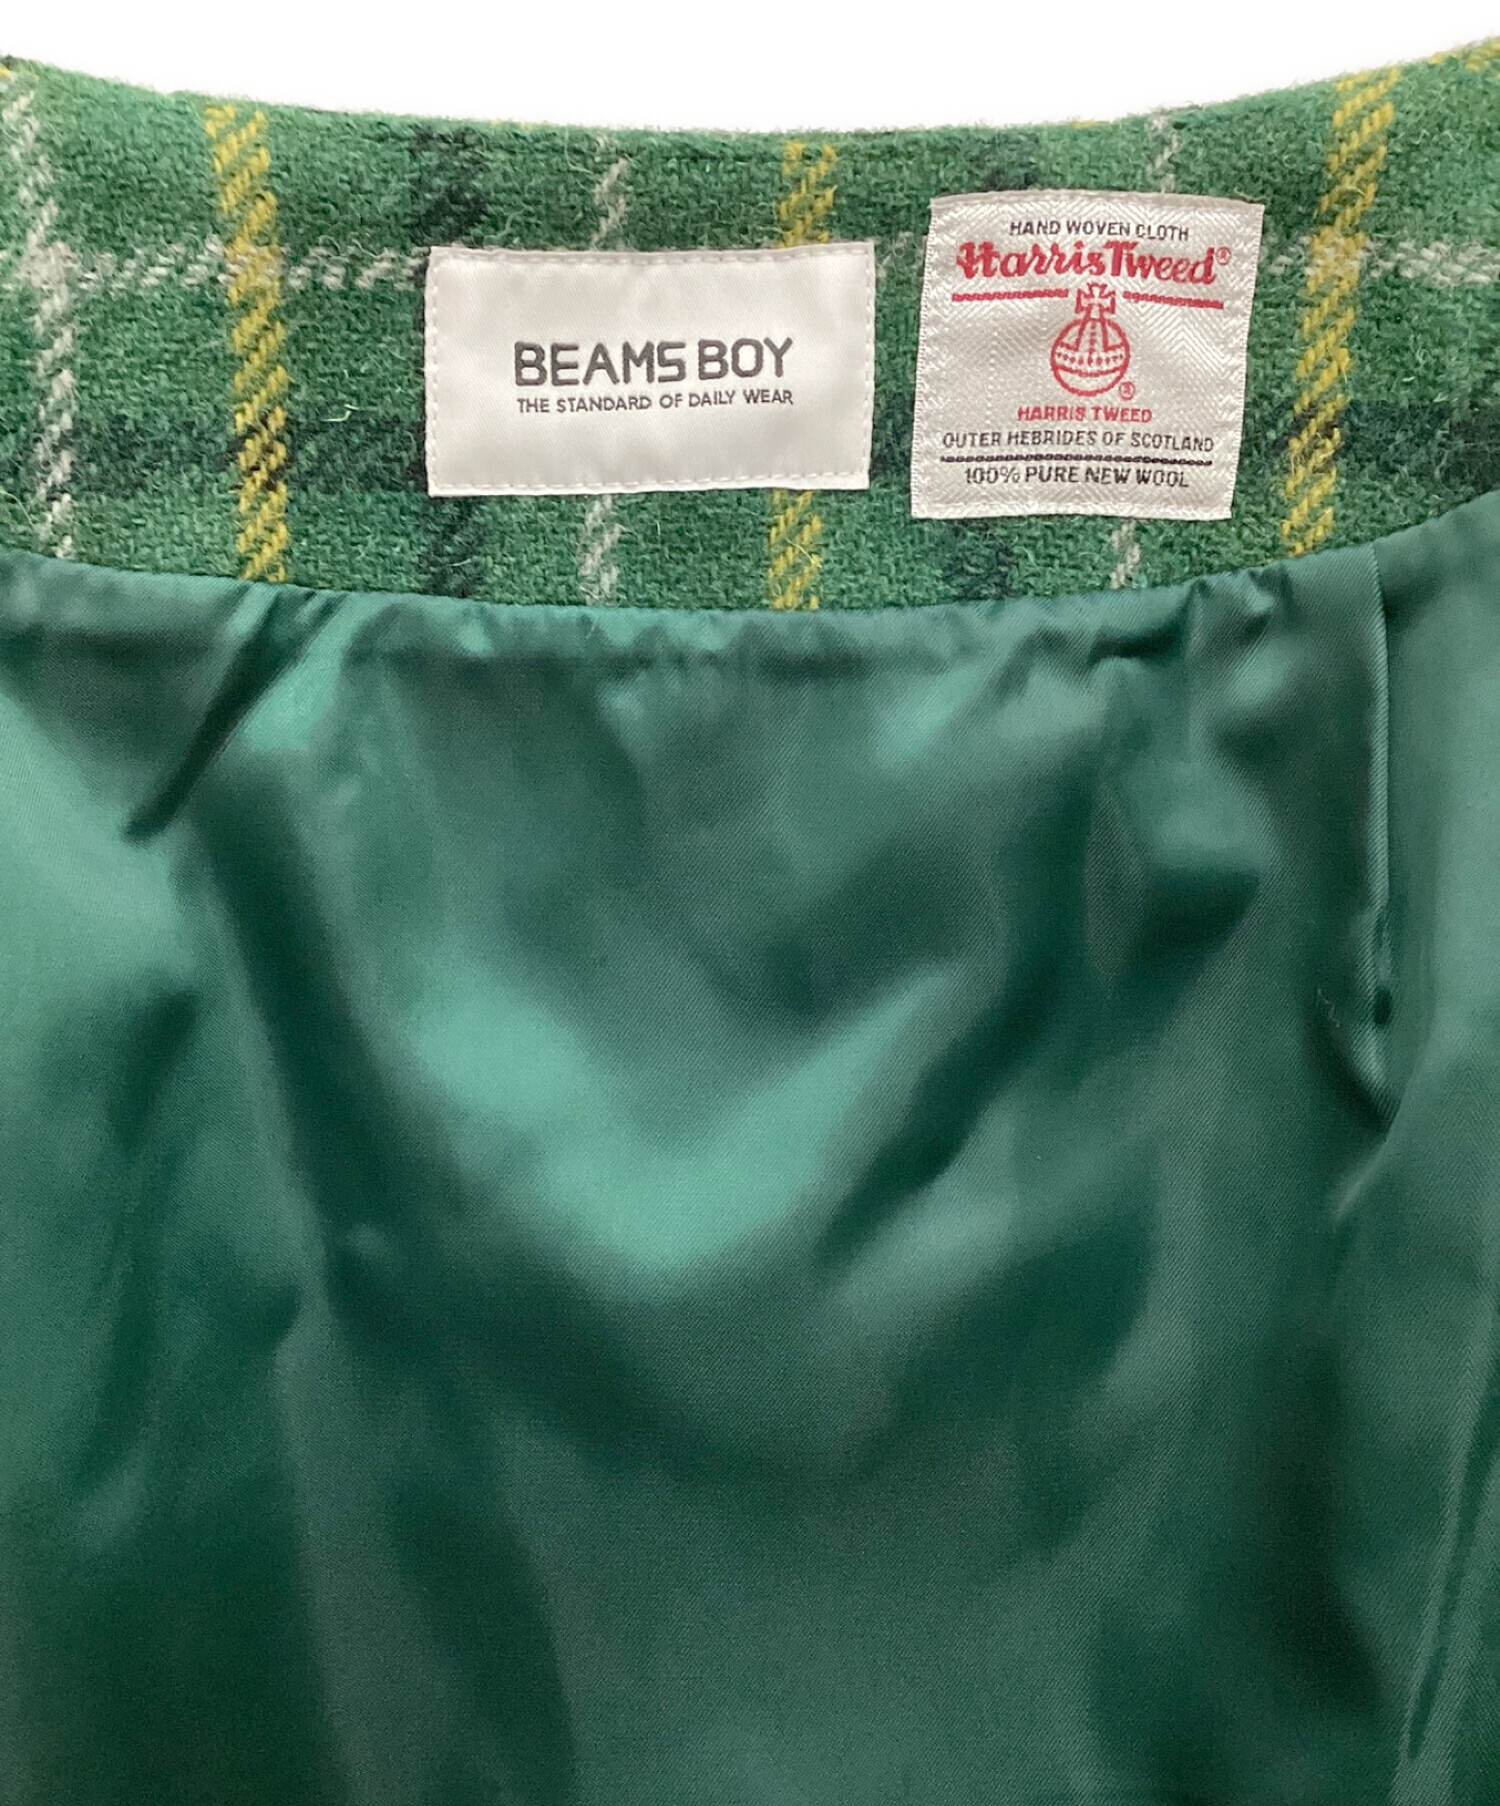 BEAMS BOY
THE STANDARD OF DAILY WEAR
HAND WOVEN CLOTH
Harris Tweed®
®
HARRIS TWEED
OUTER HEBRIDES OF SCOTLAND
100% PURE NEW WOOL